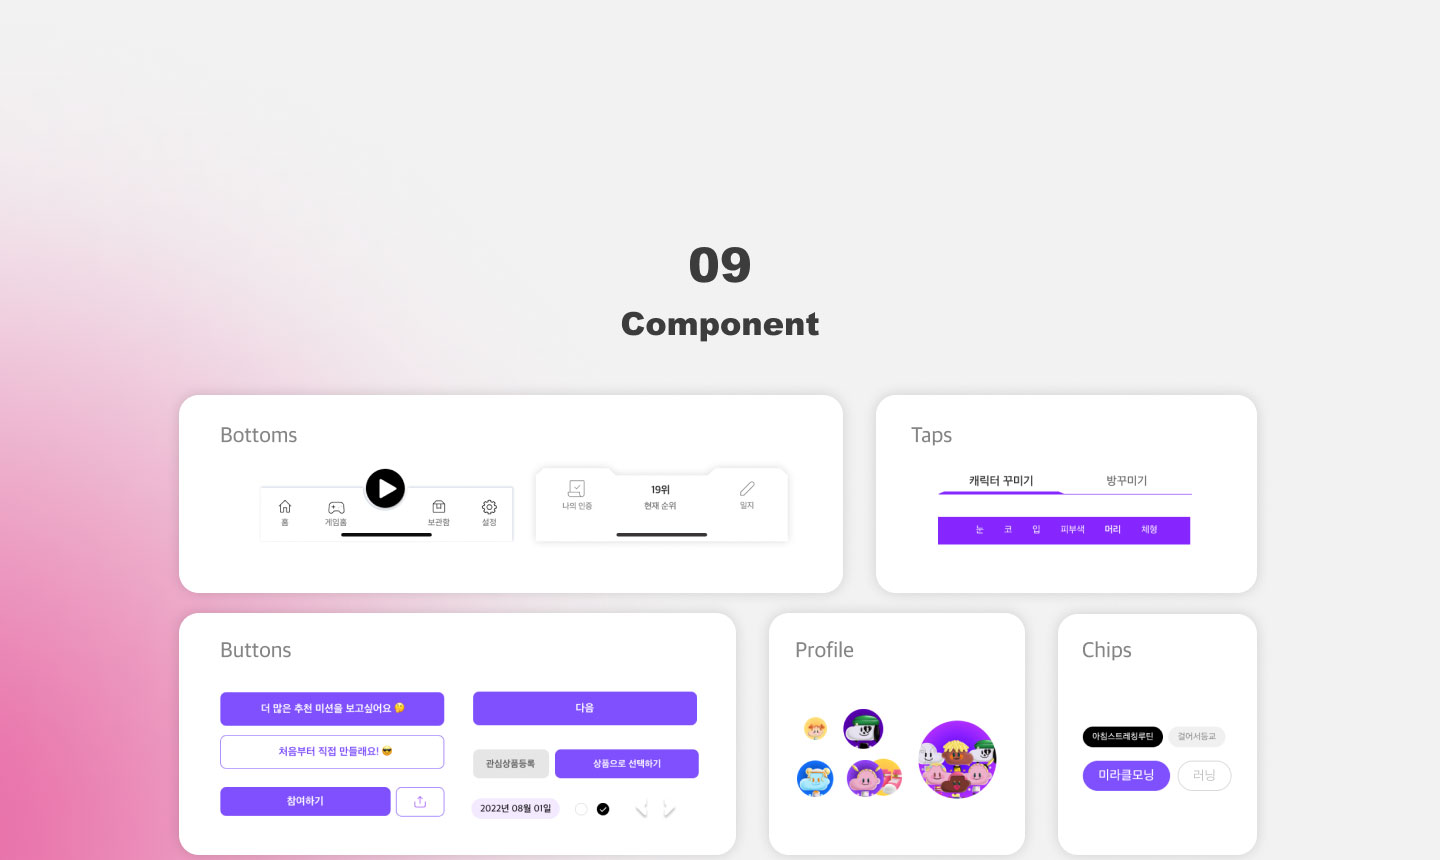 09
Component
Bottoms
홈
게임홈
보관함
설정
나의 인증
19위
현재 순위
일지
Taps
캐릭터 꾸미기
방꾸미기
눈 코 입 피부색 머리 체형
Buttons
더 많은 추천 미션을 보고싶어요 🤔
처음부터 직접 만들래요! 😎
참여하기
다음
관심상품등록
상품으로 선택하기
2022년 08월 01일
Profile
Chips
아침스트레칭루틴
걸어서등교
미라클모닝
러닝